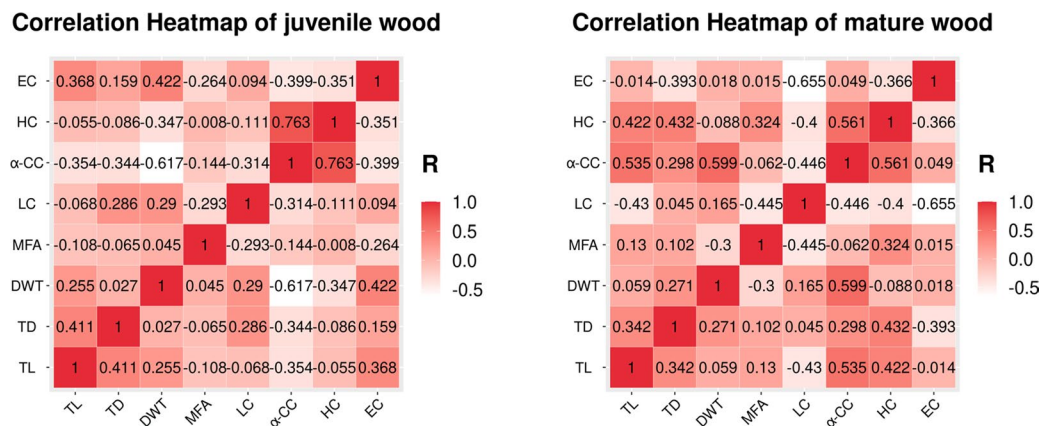 Correlation Heatmap of juvenile wood
EC 0.368 0.159 0.422 -0.264 0.094 -0.399 -0.351 1
HC -0.055 -0.086 -0.347 -0.008 -0.111 0.763 1 -0.351
α-CC -0.354 -0.344 -0.617 -0.144 -0.314 1 0.763 -0.399
LC -0.068 0.286 0.29 -0.293 1 -0.314 -0.111 0.094
MFA -0.108 -0.065 0.045 1 -0.293 -0.144 -0.008 -0.264
DWT 0.255 0.027 1 0.045 0.29 -0.617 -0.347 0.422
TD 0.411 1 0.027 -0.065 0.286 -0.344 -0.086 0.159
TL 1 0.411 0.255 -0.108 -0.068 -0.354 -0.055 0.368
TL TD DWT MFA LC α-CC HC EC
R
1.0
0.5
0.0
-0.5
Correlation Heatmap of mature wood
EC -0.014 -0.393 0.018 0.015 -0.655 0.049 -0.366 1
HC 0.422 0.432 -0.088 0.324 -0.4 0.561 1 -0.366
α-CC 0.535 0.298 0.599 -0.062 -0.446 1 0.561 0.049
LC -0.43 0.045 0.165 -0.445 1 -0.446 -0.4 -0.655
MFA 0.13 0.102 -0.3 1 -0.445 -0.062 0.324 0.015
DWT 0.059 0.271 1 -0.3 0.165 0.599 -0.088 0.018
TD 0.342 1 0.271 0.102 0.045 0.298 0.432 -0.393
TL 1 0.342 0.059 0.13 -0.43 0.535 0.422 -0.014
TL TD DWT MFA LC α-CC HC EC
R
1.0
0.5
0.0
-0.5